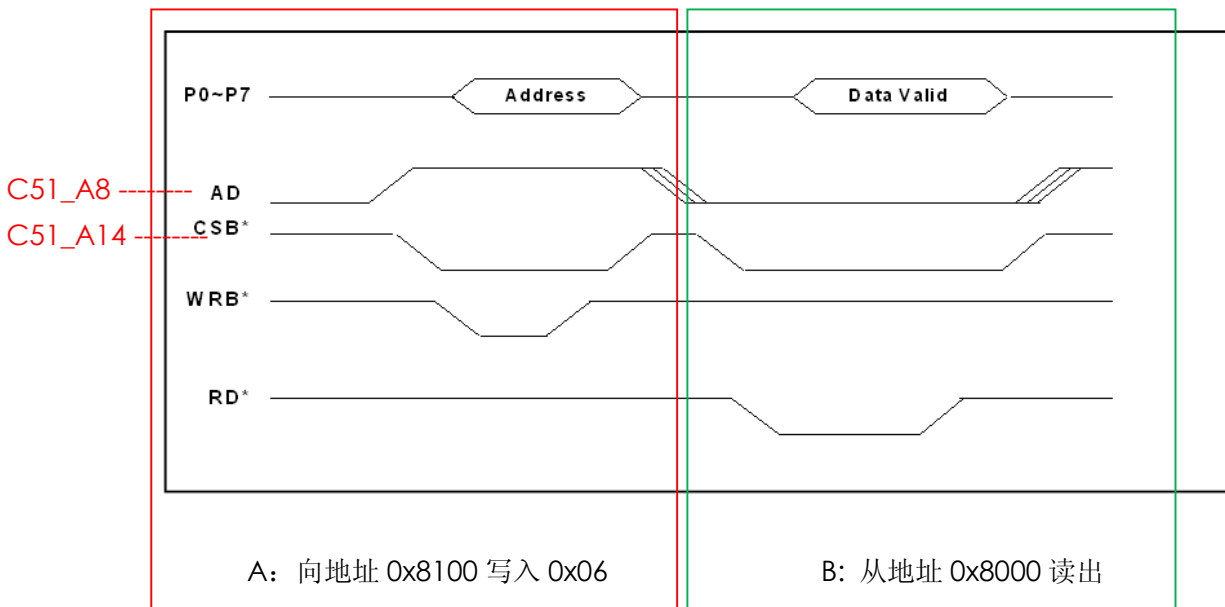 P0~P7 Address Data Valid
C51_A8 AD
C51_A14 CSB*
WRB*
RD*
A：向地址 0x8100 写入 0x06 B: 从地址 0x8000 读出